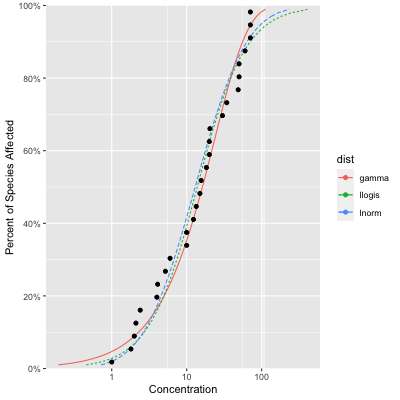 100%
80%
60%
40%
20%
0%
Percent of Species Affected
1 10 100
Concentration
dist
gamma
llogis
lnorm